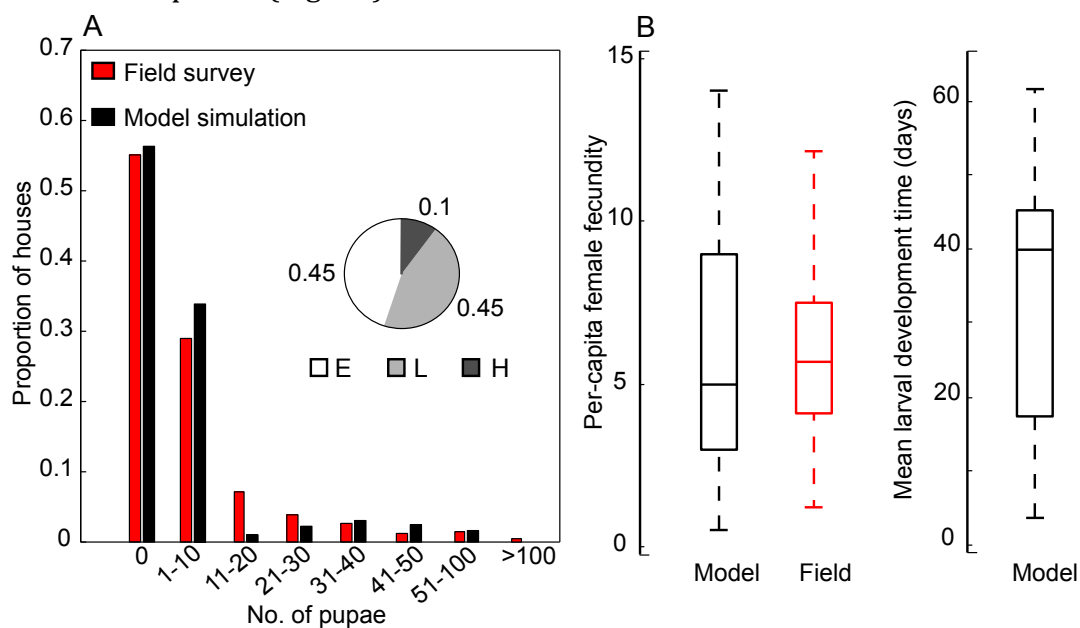 A
B
0.7
0.6
0.5
0.4
0.3
0.2
0.1
0
Proportion of houses
Field survey
Model simulation
0.1
0.45
0.45
E L H
0 1-10 11-20 21-30 31-40 41-50 51-100 >100
No. of pupae
15
10
5
0
Per-capita female fecundity
Model Field
60
40
20
0
Mean larval development time (days)
Model